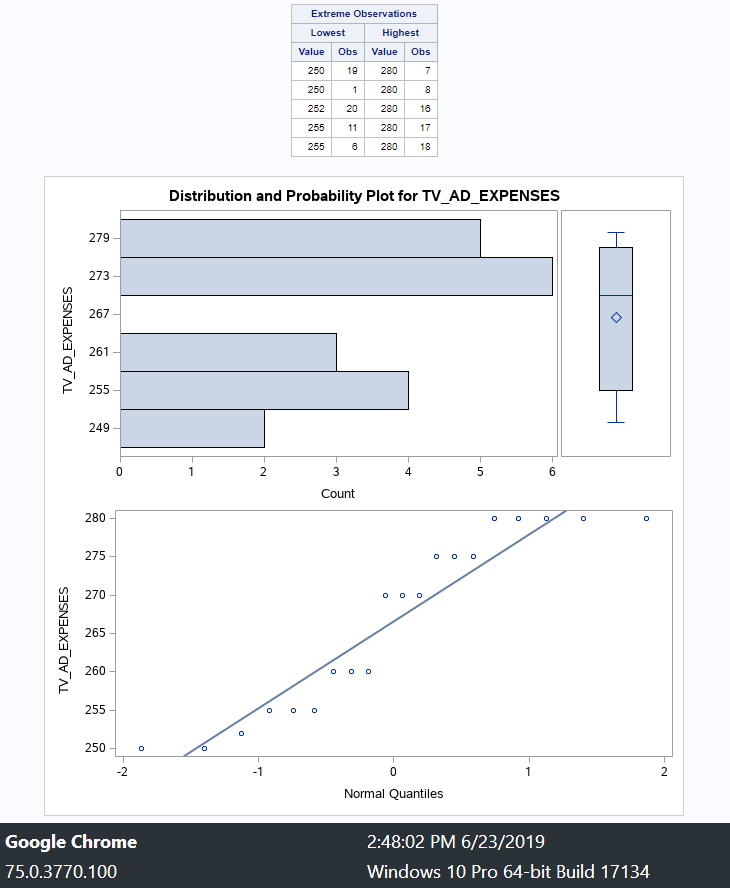 Extreme Observations
Lowest Highest
Value Obs Value Obs
250 19 280 7
250 1 280 8
252 20 280 16
255 11 280 17
255 6 280 18
Distribution and Probability Plot for TV_AD_EXPENSES
TV_AD_EXPENSES
279
273
267
261
255
249
0 1 2 3 4 5 6
Count
TV_AD_EXPENSES
280
275
270
265
260
255
250
-2 -1 0 1 2
Normal Quantiles
Google Chrome 2:48:02 PM 6/23/2019
75.0.3770.100 Windows 10 Pro 64-bit Build 17134